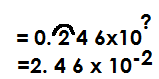 = 0. 2 4 6x10^?
=2. 4 6 x 10^-2